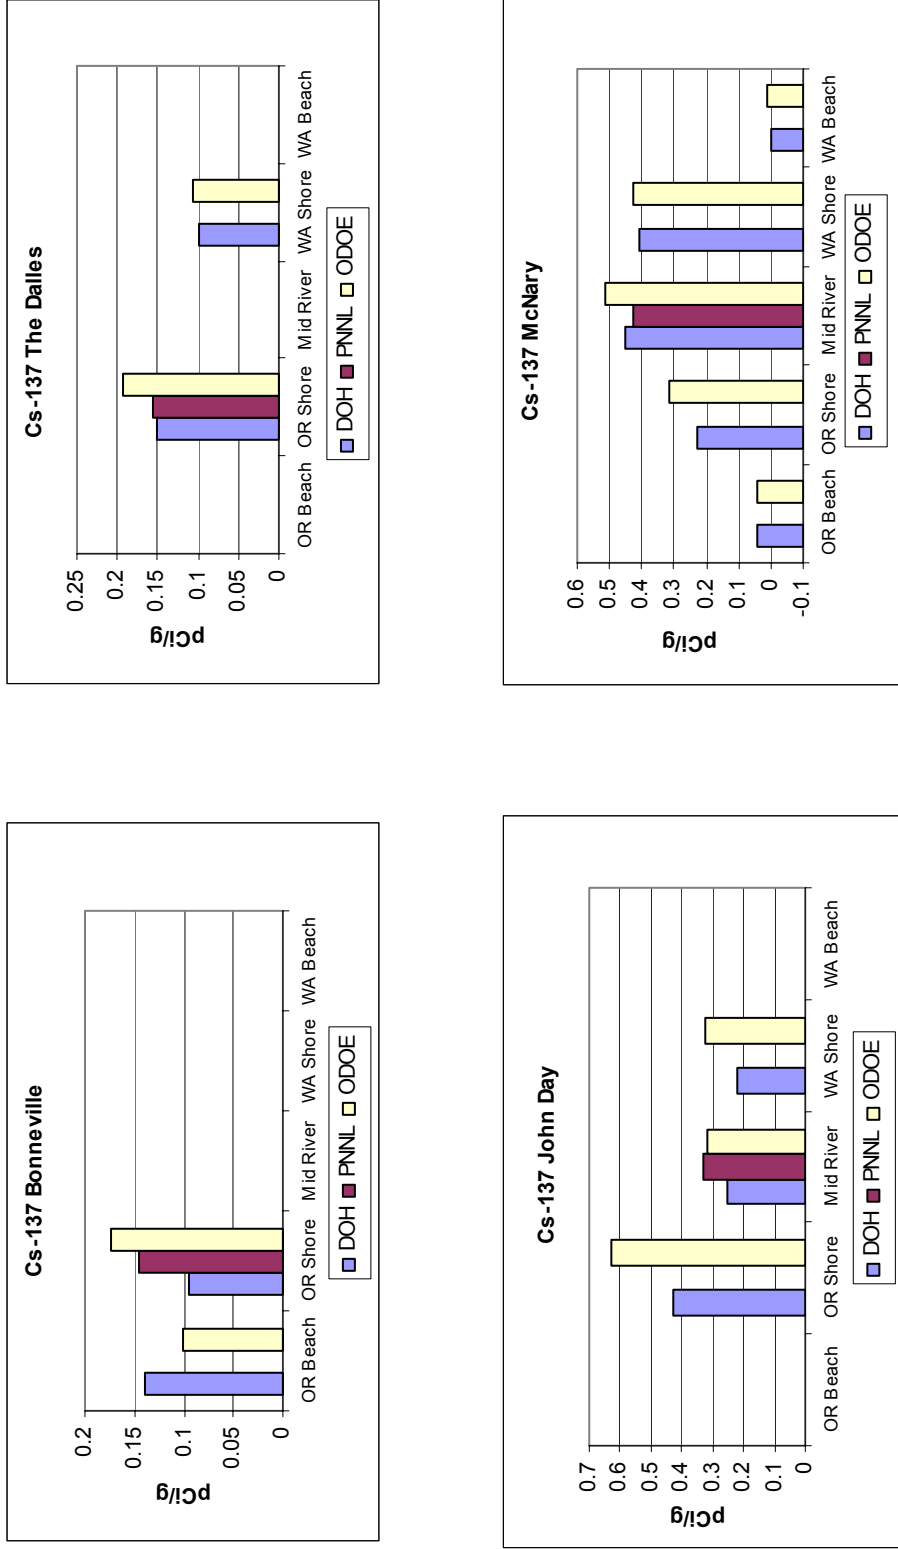 Cs-137 Bonneville
0.2
0.15
0.1
0.05
0
pCi/g
OR Beach OR Shore Mid River WA Shore WA Beach
DOH PNNL ODOE
Cs-137 The Dalles
0.25
0.2
0.15
0.1
0.05
0
pCi/g
OR Beach OR Shore Mid River WA Shore WA Beach
DOH PNNL ODOE
Cs-137 John Day
0.7
0.6
0.5
0.4
0.3
0.2
0.1
0
pCi/g
OR Beach OR Shore Mid River WA Shore WA Beach
DOH PNNL ODOE
Cs-137 McNary
0.6
0.5
0.4
0.3
0.2
0.1
0
-0.1
pCi/g
OR Beach OR Shore Mid River WA Shore WA Beach
DOH PNNL ODOE